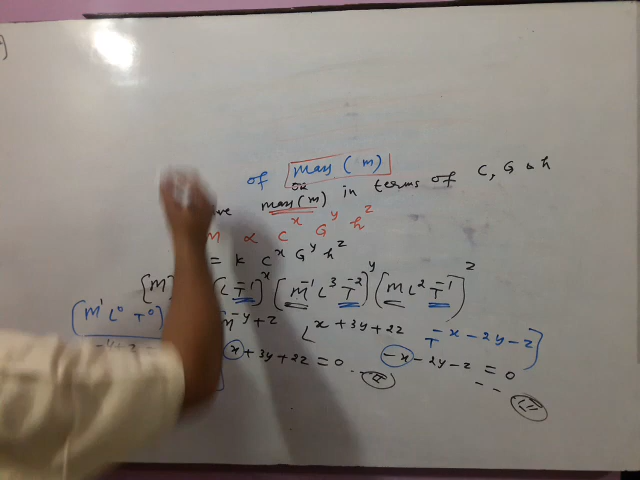 of mass (m)
or
mass (m) in terms of C, G & h
M ∝ C^x G^y h^z
= K C^x G^y h^z
[M] (L T^-1)^x (M^-1 L^3 T^-2)^y (M L^2 T^-1)^z
[M^1 L^0 T^0] M^-y+z L^x+3y+2z T^-x-2y-z]
x+3y+2z = 0 -- (II) -x-2y-z = 0
-- (III)